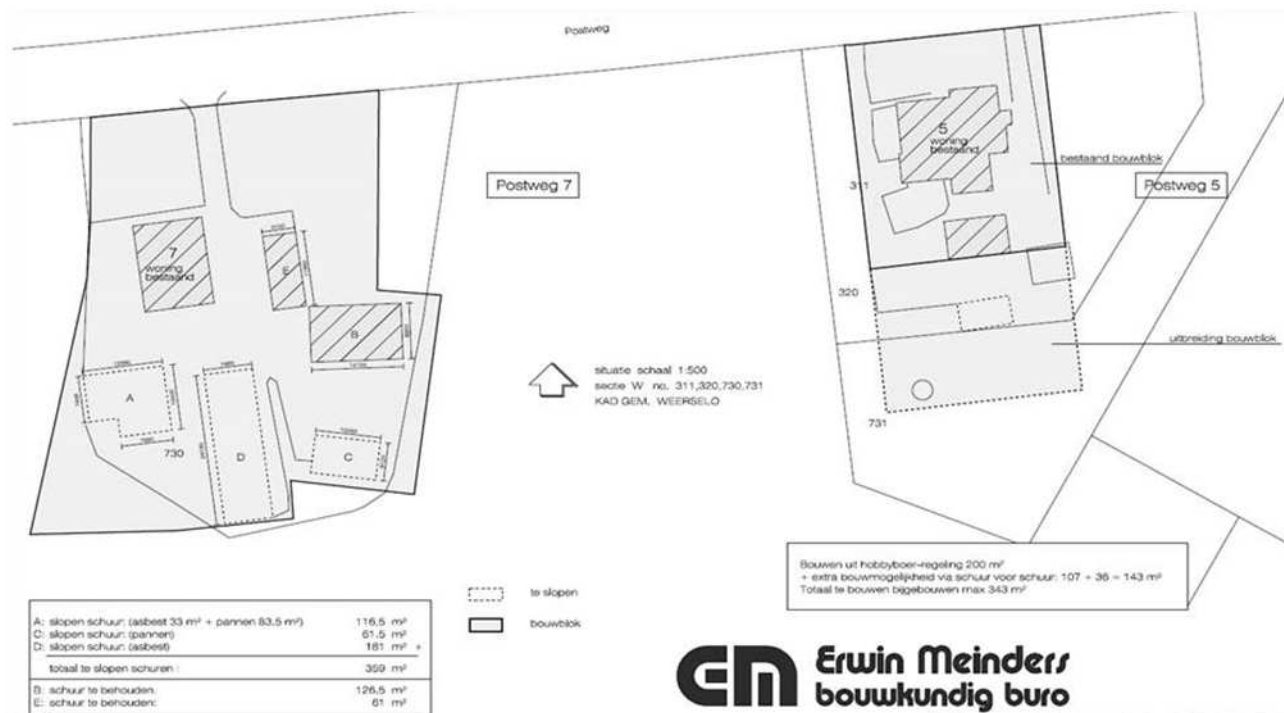 Postweg
5
woning
bestaand
bestaand bouwblok
311
Postweg 7
Postweg 5
7
woning
bestaand
E
320
B
uitbreiding bouwblok
situatie schaal 1:500
sectie W no. 311,320,730,731
KAD GEM. WEERSELO
A
731
730
D
C
Bouwen uit hobbyboer-regeling 200 m²
+ extra bouwmogelijkheid via schuur voor schuur: 107 + 36 = 143 m²
Totaal te bouwen bijgebouwen max 343 m²
te slopen
bouwblok
A: slopen schuur: (asbest 33 m² + pannen 83.5 m²) 116,5 m²
C: slopen schuur: (pannen) 61.5 m²
D: slopen schuur: (asbest) 181 m² +
totaal te slopen schuren : 359 m²
B: schuur te behouden: 126,5 m²
E: schuur te behouden: 61 m²
EM Erwin Meinders
bouwkundig buro